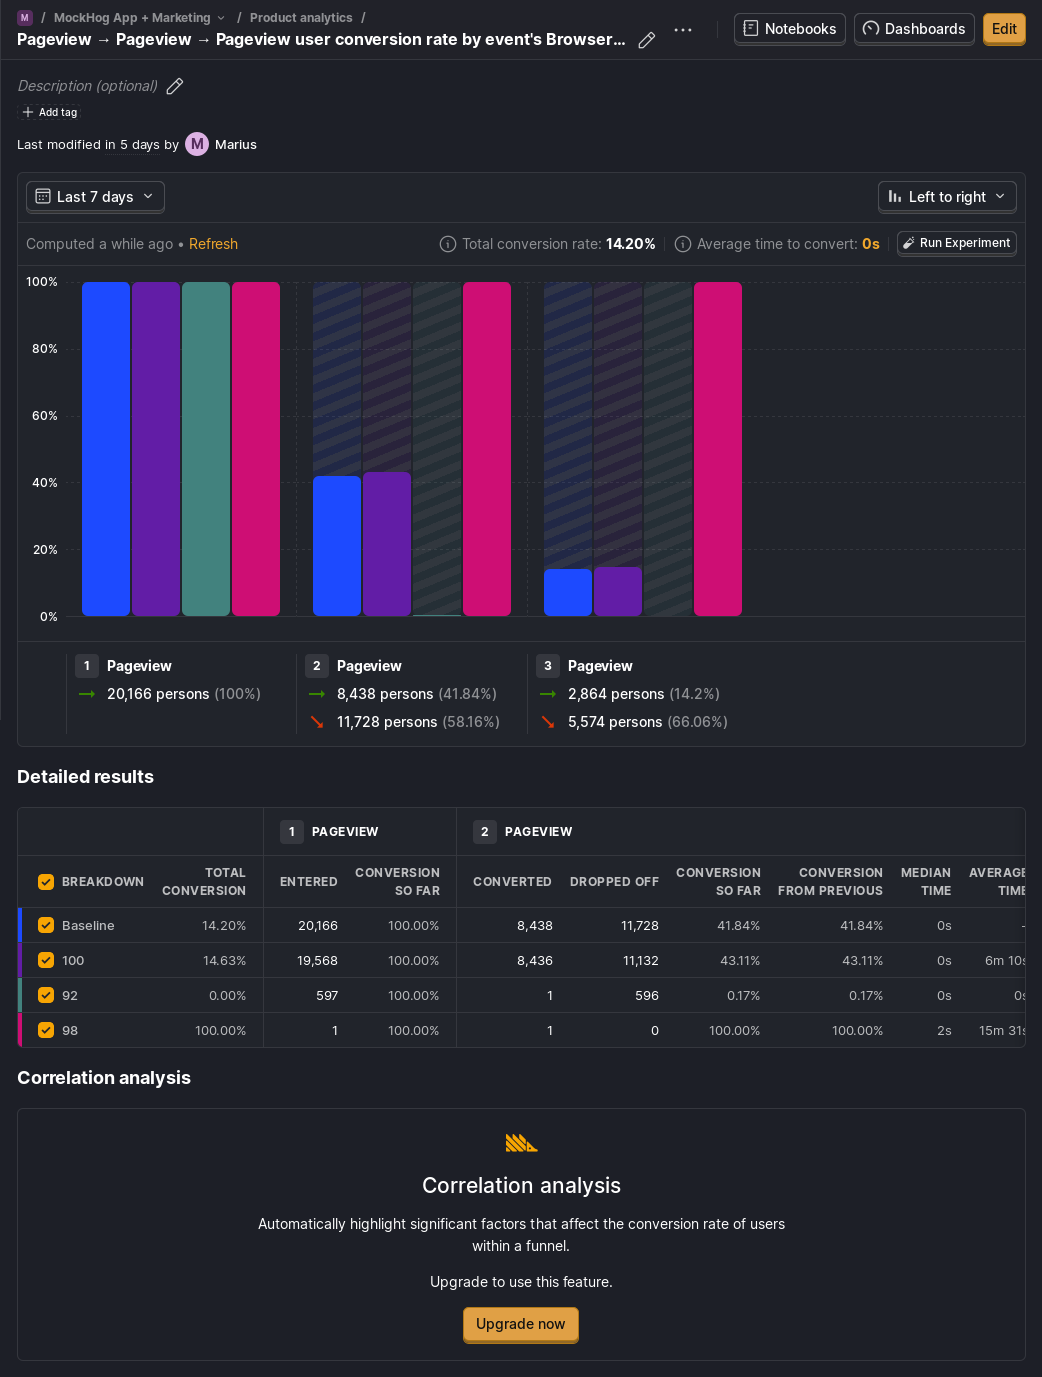 M / MockHog App + Marketing / Product analytics /
Pageview → Pageview → Pageview user conversion rate by event's Browser...
Notebooks
Dashboards
Edit
Description (optional)
Add tag
Last modified in 5 days by M Marius
Last 7 days
Left to right
Computed a while ago • Refresh
Total conversion rate: 14.20%
Average time to convert: 0s
Run Experiment
100%
80%
60%
40%
20%
0%
1 Pageview
20,166 persons (100%)
2 Pageview
8,438 persons (41.84%)
11,728 persons (58.16%)
3 Pageview
2,864 persons (14.2%)
5,574 persons (66.06%)
Detailed results
1 PAGEVIEW 2 PAGEVIEW
BREAKDOWN TOTAL CONVERSION ENTERED CONVERSION SO FAR CONVERTED DROPPED OFF CONVERSION SO FAR CONVERSION FROM PREVIOUS MEDIAN TIME AVERAGE TIME
Baseline 14.20% 20,166 100.00% 8,438 11,728 41.84% 41.84% 0s –
100 14.63% 19,568 100.00% 8,436 11,132 43.11% 43.11% 0s 6m 10s
92 0.00% 597 100.00% 1 596 0.17% 0.17% 0s 0s
98 100.00% 1 100.00% 1 0 100.00% 100.00% 2s 15m 31s
Correlation analysis
Correlation analysis
Automatically highlight significant factors that affect the conversion rate of users
within a funnel.
Upgrade to use this feature.
Upgrade now